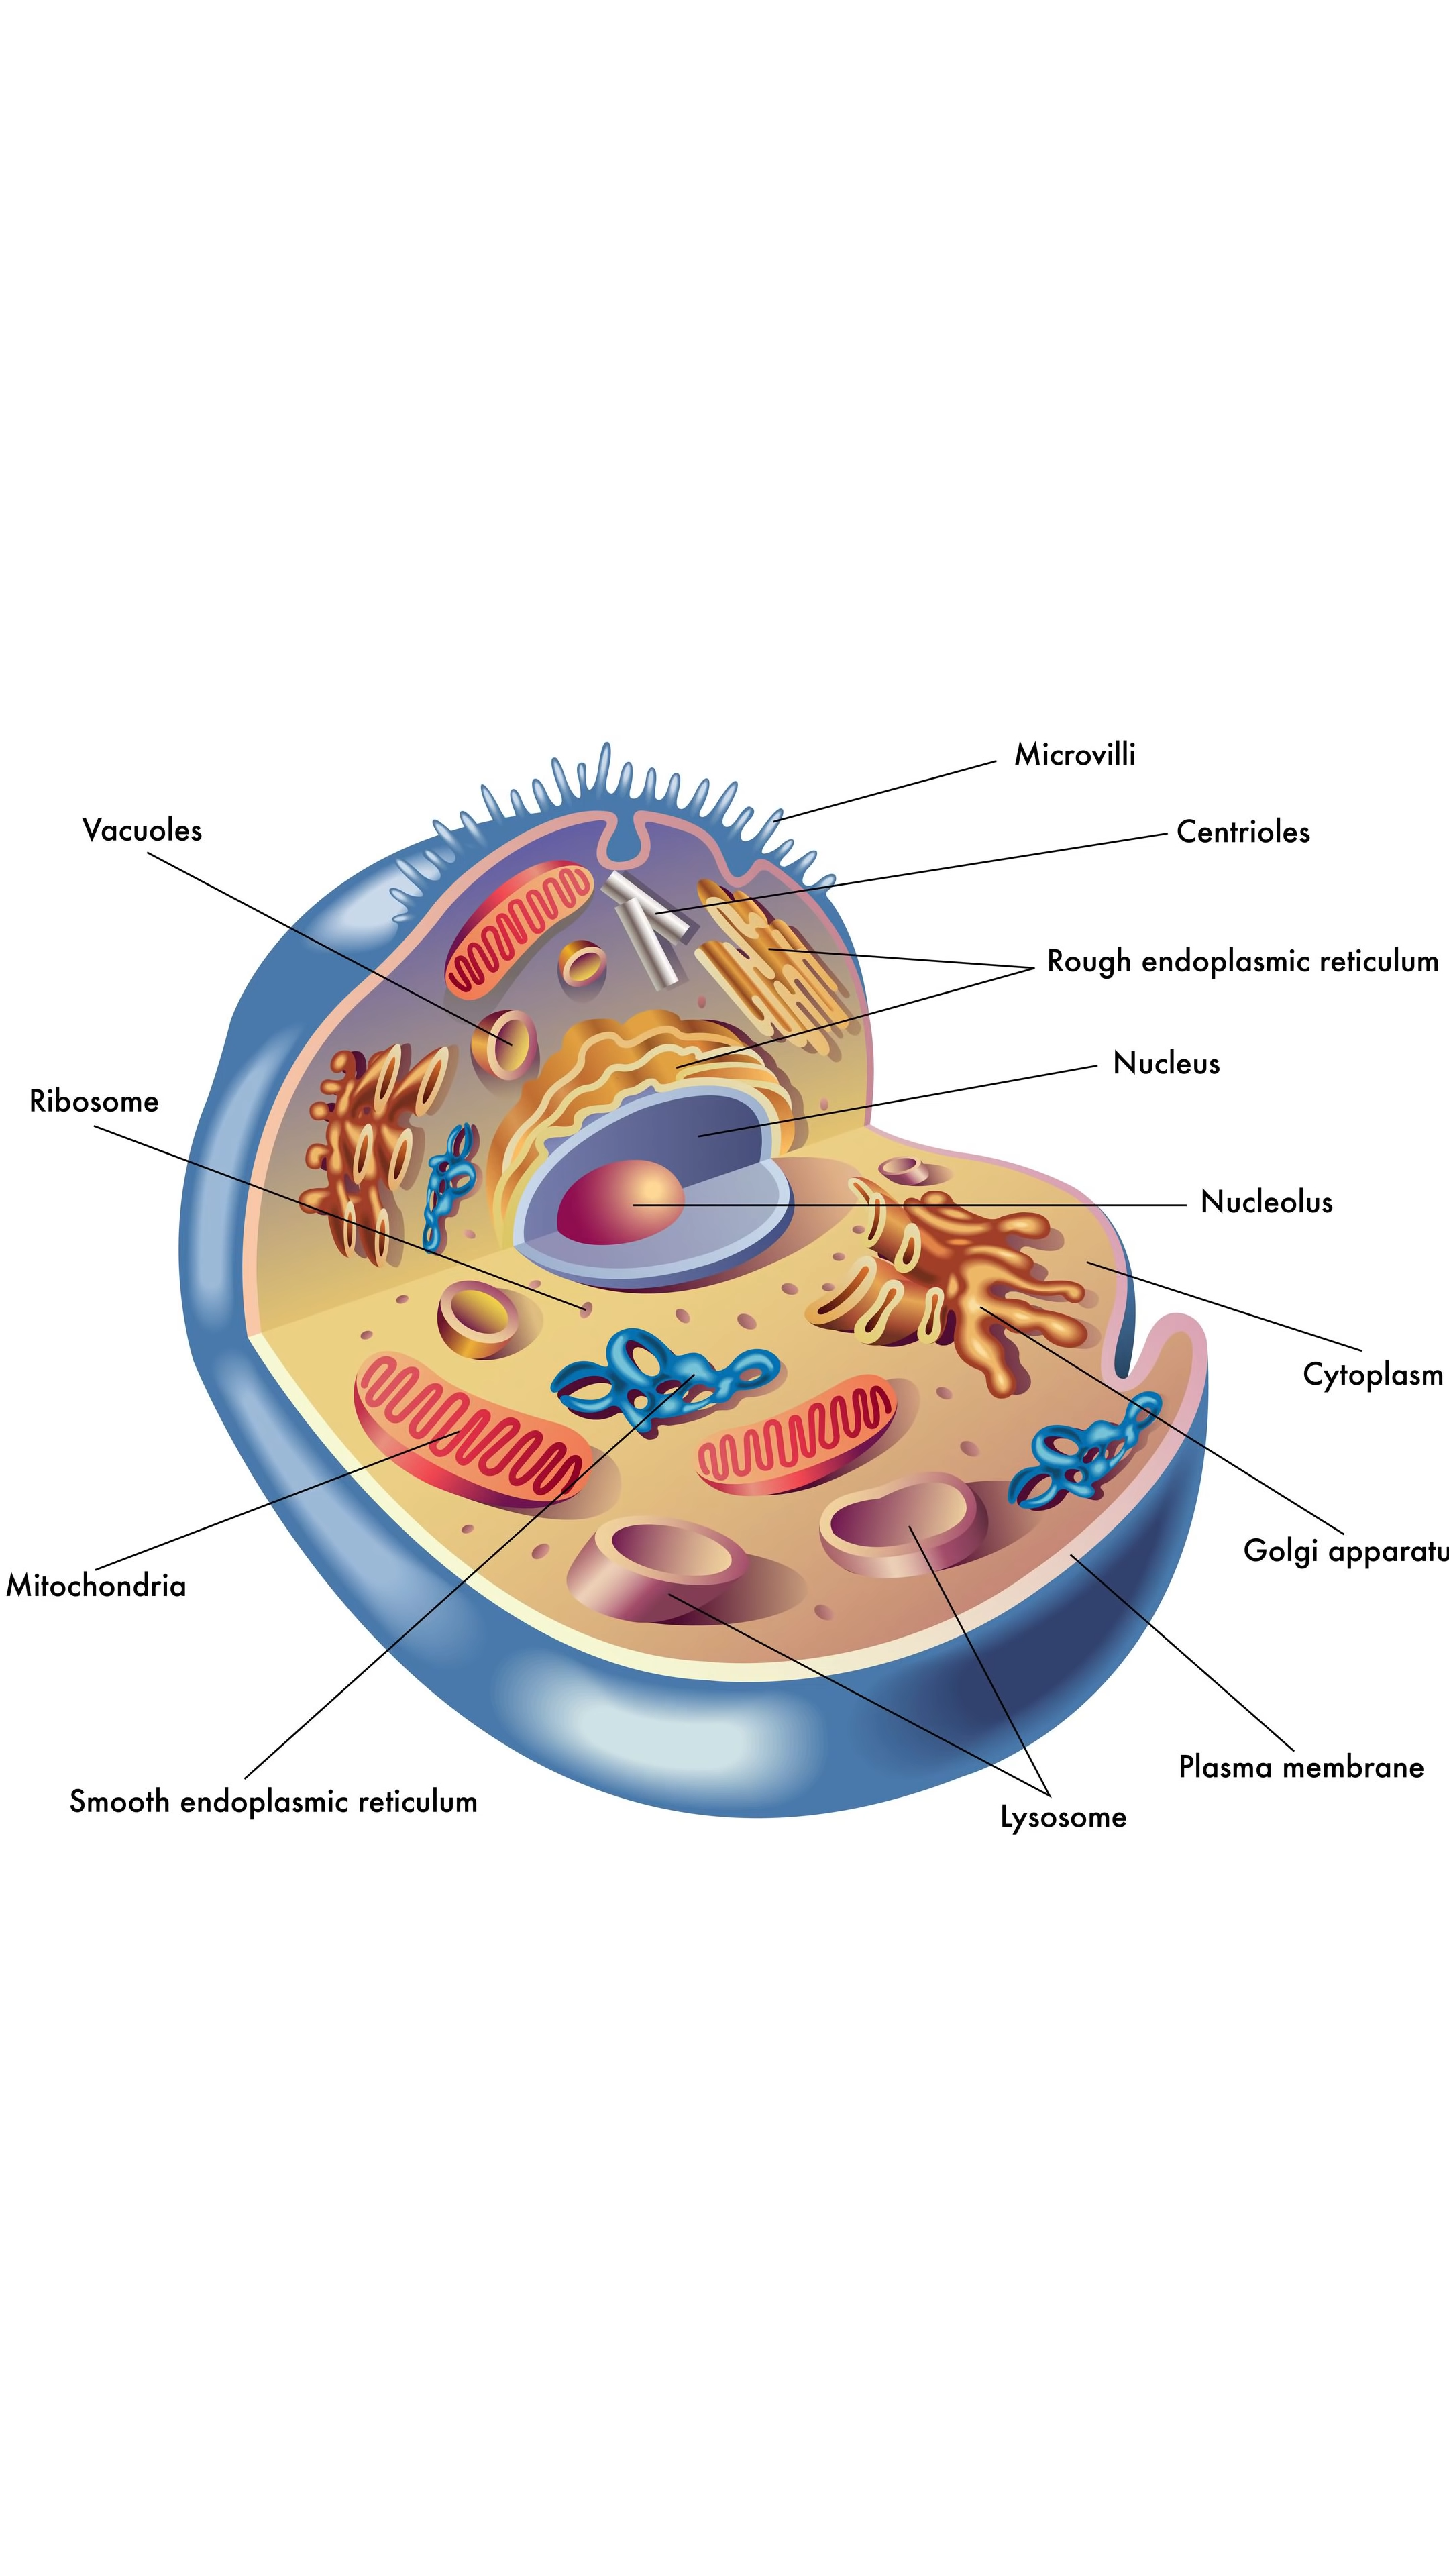 Microvilli
Vacuoles
Centrioles
Rough endoplasmic reticulum
Nucleus
Ribosome
Nucleolus
Cytoplasm
Golgi apparatu
Mitochondria
Plasma membrane
Smooth endoplasmic reticulum
Lysosome